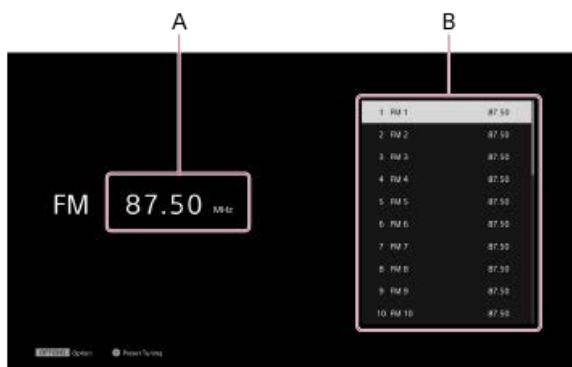 A
B
FM 87.50 MHz
1 FM 1 87.50
2 FM 2 87.50
3 FM 3 87.50
4 FM 4 87.50
5 FM 5 87.50
6 FM 6 87.50
7 FM 7 87.50
8 FM 8 87.50
9 FM 9 87.50
10 FM 10 87.50
OPTIONS Option Preset Tuning